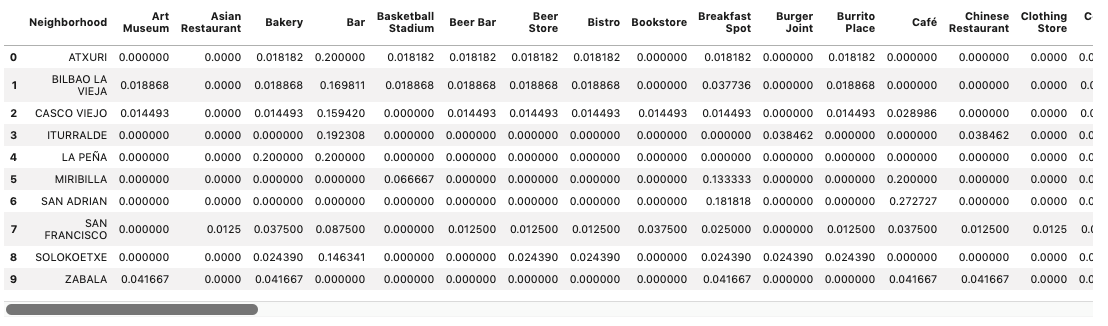 Neighborhood Art Museum Asian Restaurant Bakery Bar Basketball Stadium Beer Bar Beer Store Bistro Bookstore Breakfast Spot Burger Joint Burrito Place Café Chinese Restaurant Clothing Store
0 ATXURI 0.000000 0.0000 0.018182 0.200000 0.018182 0.018182 0.018182 0.018182 0.000000 0.018182 0.000000 0.018182 0.000000 0.000000 0.0000 0.0
1 BILBAO LA VIEJA 0.018868 0.0000 0.018868 0.169811 0.018868 0.018868 0.018868 0.018868 0.000000 0.037736 0.000000 0.018868 0.000000 0.000000 0.0000 0.0
2 CASCO VIEJO 0.014493 0.0000 0.014493 0.159420 0.000000 0.014493 0.014493 0.014493 0.014493 0.014493 0.000000 0.014493 0.028986 0.000000 0.0000 0.0
3 ITURRALDE 0.000000 0.0000 0.000000 0.192308 0.000000 0.000000 0.000000 0.038462 0.000000 0.000000 0.038462 0.000000 0.000000 0.038462 0.0000 0.0
4 LA PEÑA 0.000000 0.0000 0.200000 0.200000 0.000000 0.000000 0.000000 0.000000 0.000000 0.000000 0.000000 0.000000 0.000000 0.000000 0.0000 0.0
5 MIRIBILLA 0.000000 0.0000 0.000000 0.000000 0.066667 0.000000 0.000000 0.000000 0.000000 0.133333 0.000000 0.000000 0.200000 0.000000 0.0000 0.0
6 SAN ADRIAN 0.000000 0.0000 0.000000 0.000000 0.000000 0.000000 0.000000 0.000000 0.000000 0.181818 0.000000 0.000000 0.272727 0.000000 0.0000 0.0
7 SAN FRANCISCO 0.000000 0.0125 0.037500 0.087500 0.000000 0.012500 0.012500 0.012500 0.037500 0.025000 0.000000 0.012500 0.037500 0.012500 0.0125 0.0
8 SOLOKOETXE 0.000000 0.0000 0.024390 0.146341 0.000000 0.000000 0.024390 0.024390 0.000000 0.024390 0.024390 0.024390 0.000000 0.000000 0.0000 0.0
9 ZABALA 0.041667 0.0000 0.041667 0.000000 0.000000 0.000000 0.000000 0.000000 0.000000 0.041667 0.000000 0.000000 0.041667 0.041667 0.0000 0.0